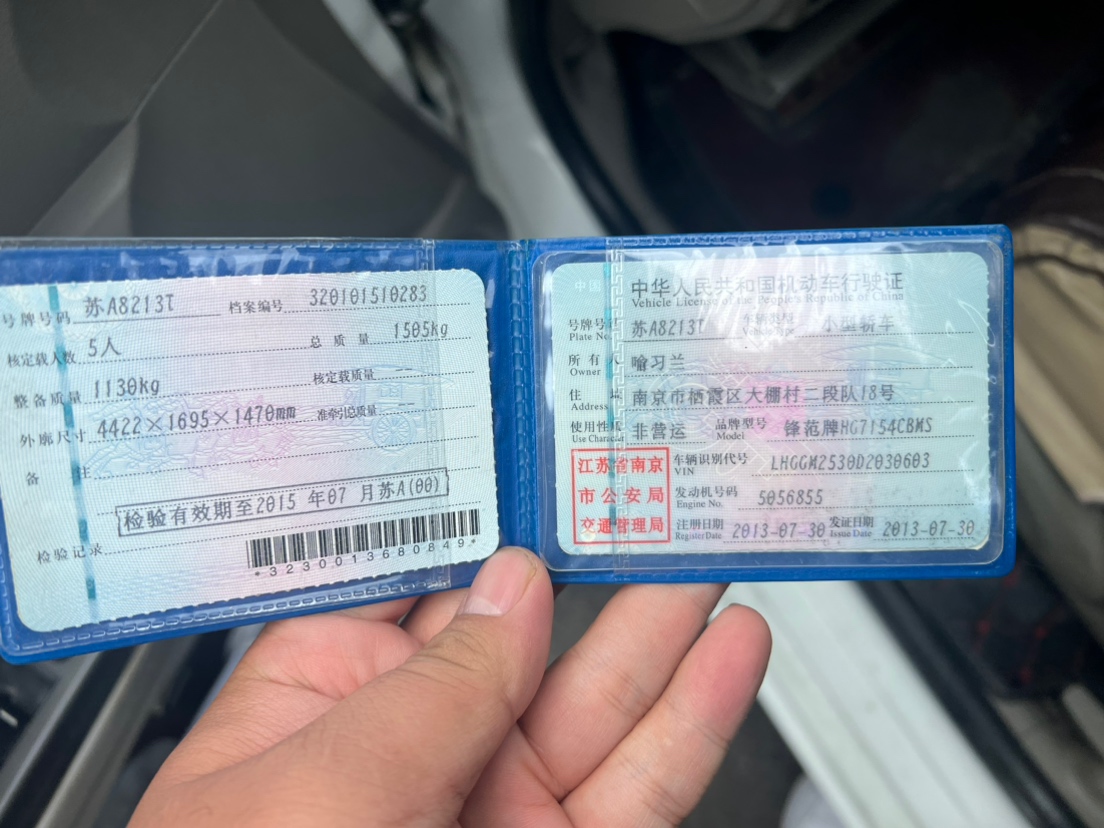 号牌号码 苏A8213T 档案编号 320101510283
核定载人数 5人 总质量 1505kg
整备质量 1130kg 核定载质量 --
外廓尺寸 4422×1695×1470mm 准牵引总质量 --
备注
检验有效期至2015 年07 月苏A(00)
检验记录
*3230013680849*
中国
中华人民共和国机动车行驶证
Vehicle License of the People's Republic of China
号牌号码 苏A8213T 车辆类型 小型轿车
Plate No. Vehicle Type
所有人 喻习兰
Owner
住址 南京市栖霞区大棚村二段队18号
Address
使用性质 非营运 品牌型号 锋范牌HG7154CBMS
Use Character Model
江苏省南京
市公安局
交通管理局
车辆识别代号 LHGGM2530D2030603
VIN
发动机号码 5056855
Engine No.
注册日期 2013-07-30 发证日期 2013-07-30
Register Date Issue Date